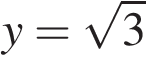 y = √3